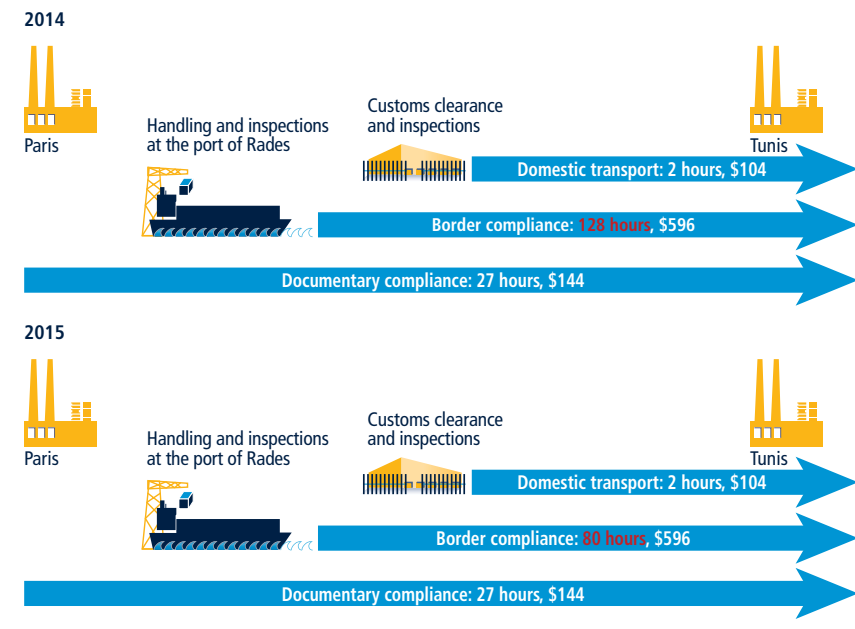 2014
Paris
Handling and inspections
at the port of Rades
Customs clearance
and inspections
Tunis
Domestic transport: 2 hours, $104
Border compliance: 128 hours, $596
Documentary compliance: 27 hours, $144
2015
Paris
Handling and inspections
at the port of Rades
Customs clearance
and inspections
Tunis
Domestic transport: 2 hours, $104
Border compliance: 80 hours, $596
Documentary compliance: 27 hours, $144